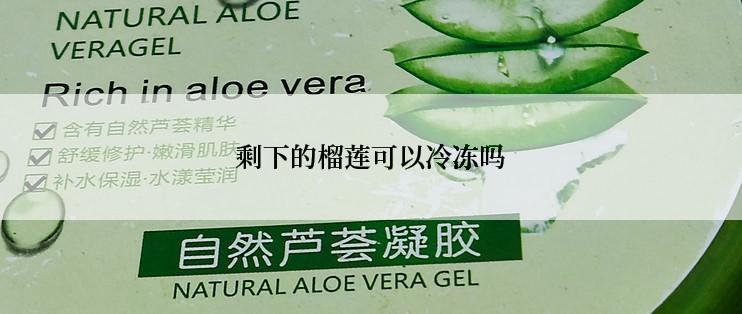 NATURAL ALOE
VERAGEL
Rich in aloe vera
含有自然芦荟精华
舒缓修护·嫩滑肌肤
剩下的榴莲可以冷冻吗
补水保湿·水漾莹润
自然芦荟凝胶
NATURAL ALOE VERA GEL